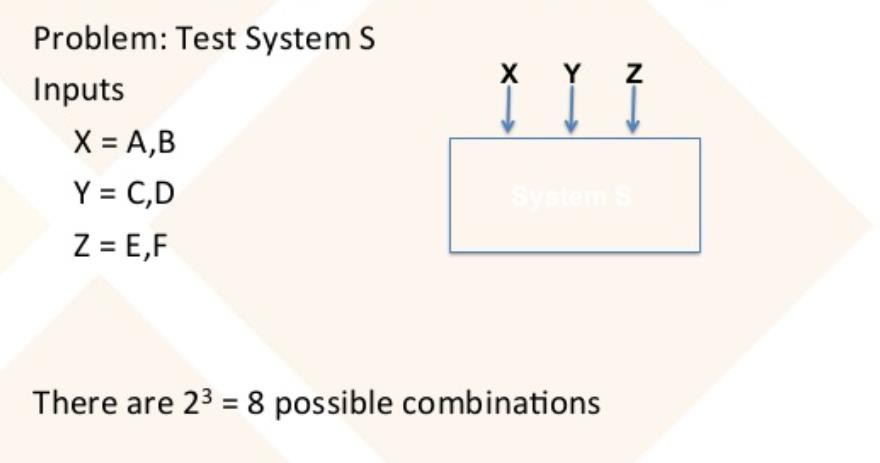 Problem: Test System S
Inputs
X = A,B
Y = C,D
Z = E,F
X Y Z
System S
There are 2³ = 8 possible combinations